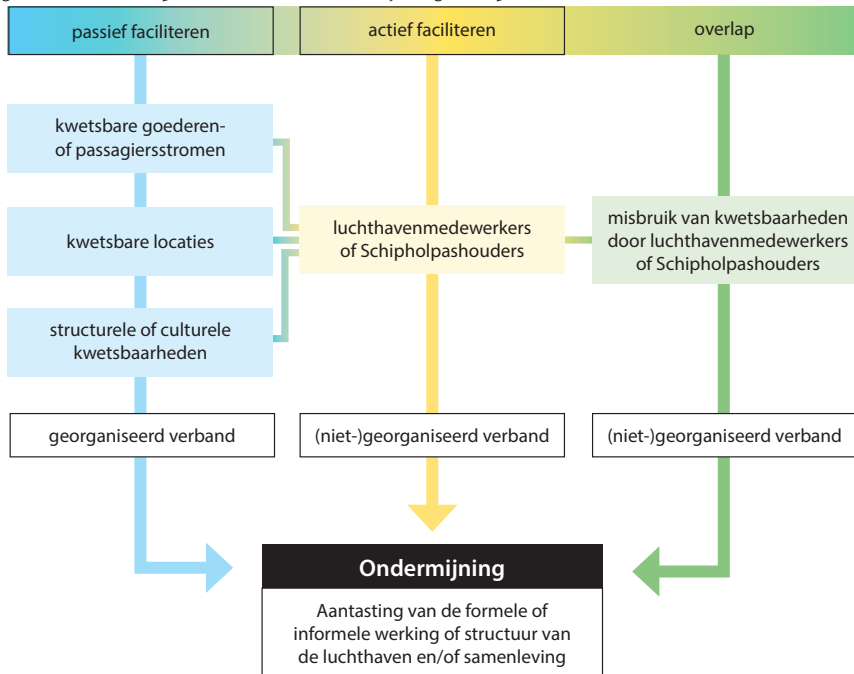 passief faciliteren
actief faciliteren
overlap
kwetsbare goederen-
of passagiersstromen
kwetsbare locaties
structurele of culturele
kwetsbaarheden
luchthavenmedewerkers
of Schipholpashouders
misbruik van kwetsbaarheden
door luchthavenmedewerkers
of Schipholpashouders
georganiseerd verband
(niet-)georganiseerd verband
(niet-)georganiseerd verband
Ondermijning
Aantasting van de formele of
informele werking of structuur van
de luchthaven en/of samenleving